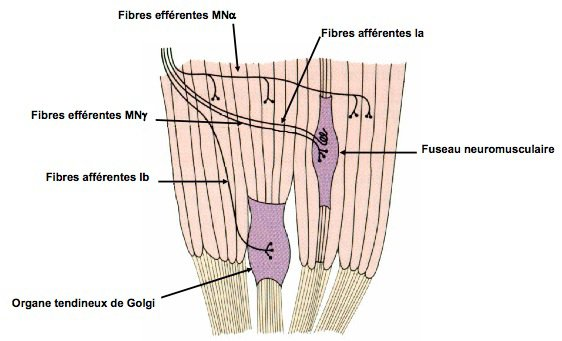 Fibres efférentes MNα
Fibres afférentes Ia
Fibres efférentes MNγ
Fuseau neuromusculaire
Fibres afférentes Ib
Organe tendineux de Golgi